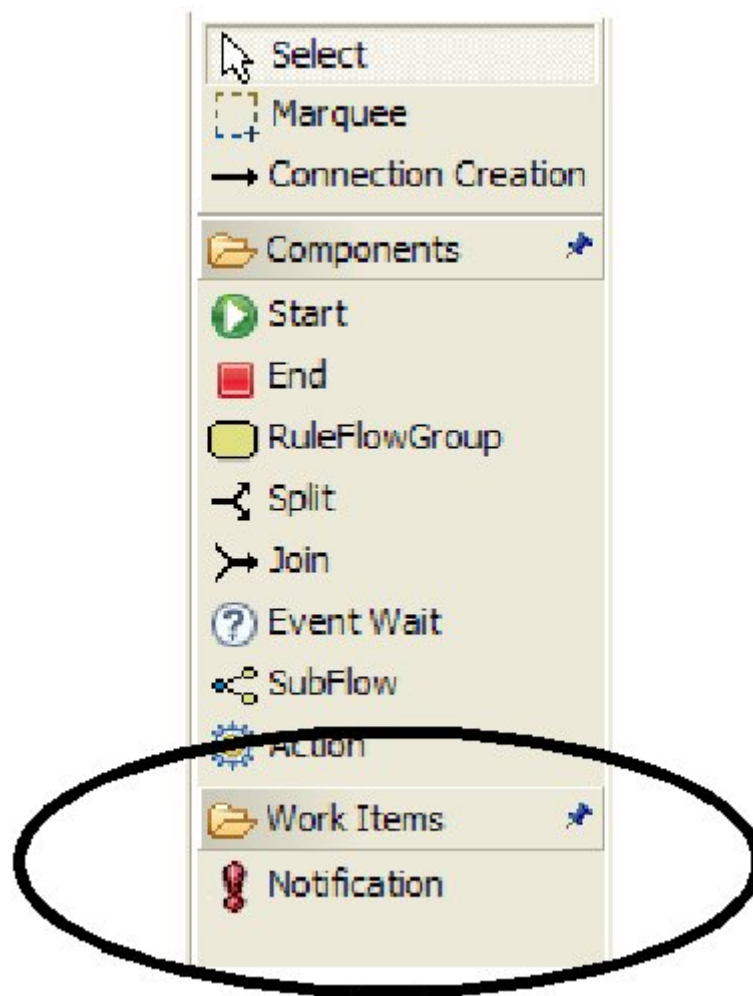 Select
Marquee
Connection Creation
Components
Start
End
RuleFlowGroup
Split
Join
Event Wait
SubFlow
Action
Work Items
Notification